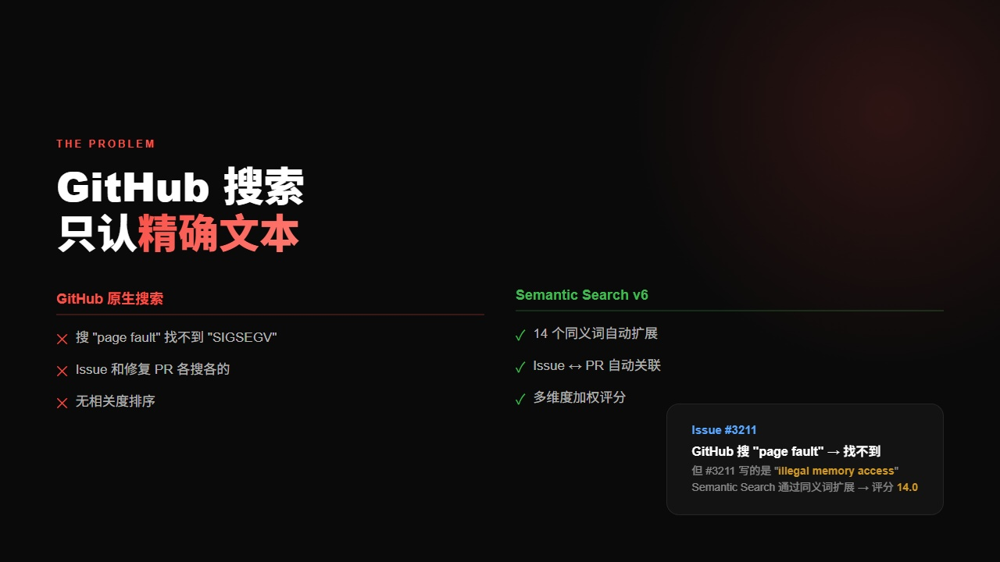 THE PROBLEM
GitHub 搜索
只认精确文本
GitHub 原生搜索
✕ 搜 "page fault" 找不到 "SIGSEGV"
✕ Issue 和修复 PR 各搜各的
✕ 无相关度排序
Semantic Search v6
✓ 14 个同义词自动扩展
✓ Issue ↔ PR 自动关联
✓ 多维度加权评分
Issue #3211
GitHub 搜 "page fault" → 找不到
但 #3211 写的是 "illegal memory access"
Semantic Search 通过同义词扩展 → 评分 14.0